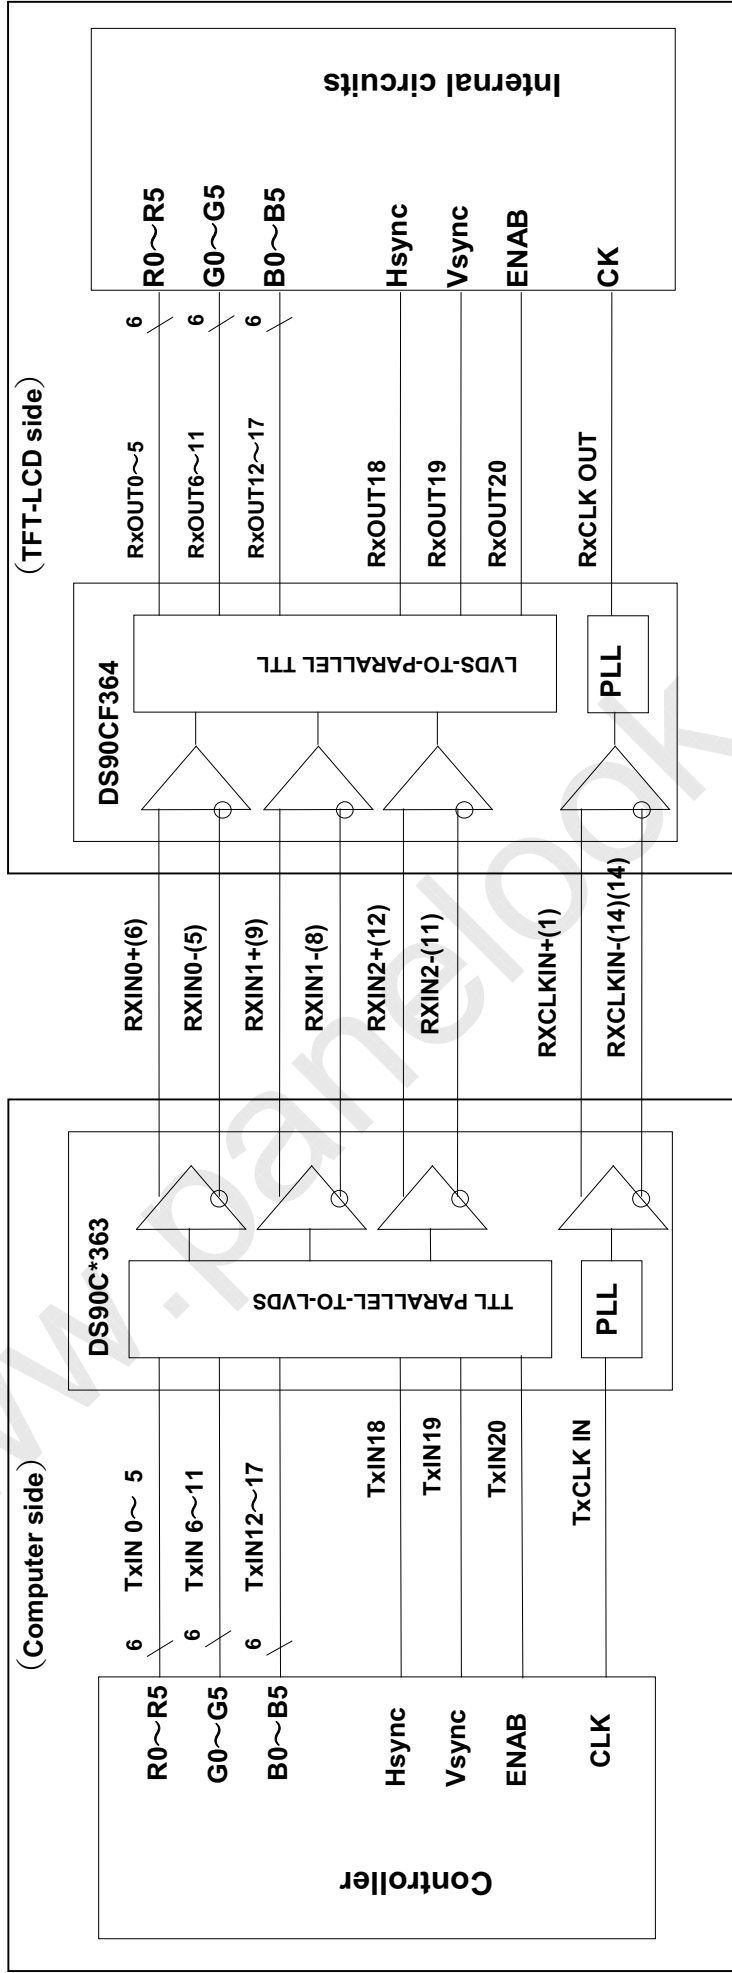 (Computer side)
Controller
R0～R5
G0～G5
B0～B5
Hsync
Vsync
ENAB
CLK
6
6
6
TxIN 0～ 5
TxIN 6～11
TxIN12～17
TxIN18
TxIN19
TxIN20
TxCLK IN
DS90C*363
TTL PARALLEL-TO-LVDS
PLL
RXIN0+(6)
RXIN0-(5)
RXIN1+(9)
RXIN1-(8)
RXIN2+(12)
RXIN2-(11)
RXCLKIN+(1)
RXCLKIN-(14)(14)
(TFT-LCD side)
DS90CF364
LVDS-TO-PARALLEL TTL
PLL
RxOUT0～5
RxOUT6～11
RxOUT12～17
RxOUT18
RxOUT19
RxOUT20
RxCLK OUT
6
6
6
R0～R5
G0～G5
B0～B5
Hsync
Vsync
ENAB
CK
Internal circuits
w.panelook